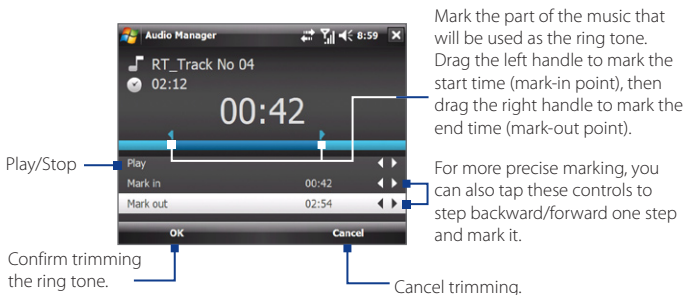 Audio Manager 8:59
RT_Track No 04
02:12
00:42
Play
Mark in 00:42
Mark out 02:54
OK Cancel
Play/Stop
Confirm trimming
the ring tone.
Mark the part of the music that
will be used as the ring tone.
Drag the left handle to mark the
start time (mark-in point), then
drag the right handle to mark the
end time (mark-out point).
For more precise marking, you
can also tap these controls to
step backward/forward one step
and mark it.
Cancel trimming.